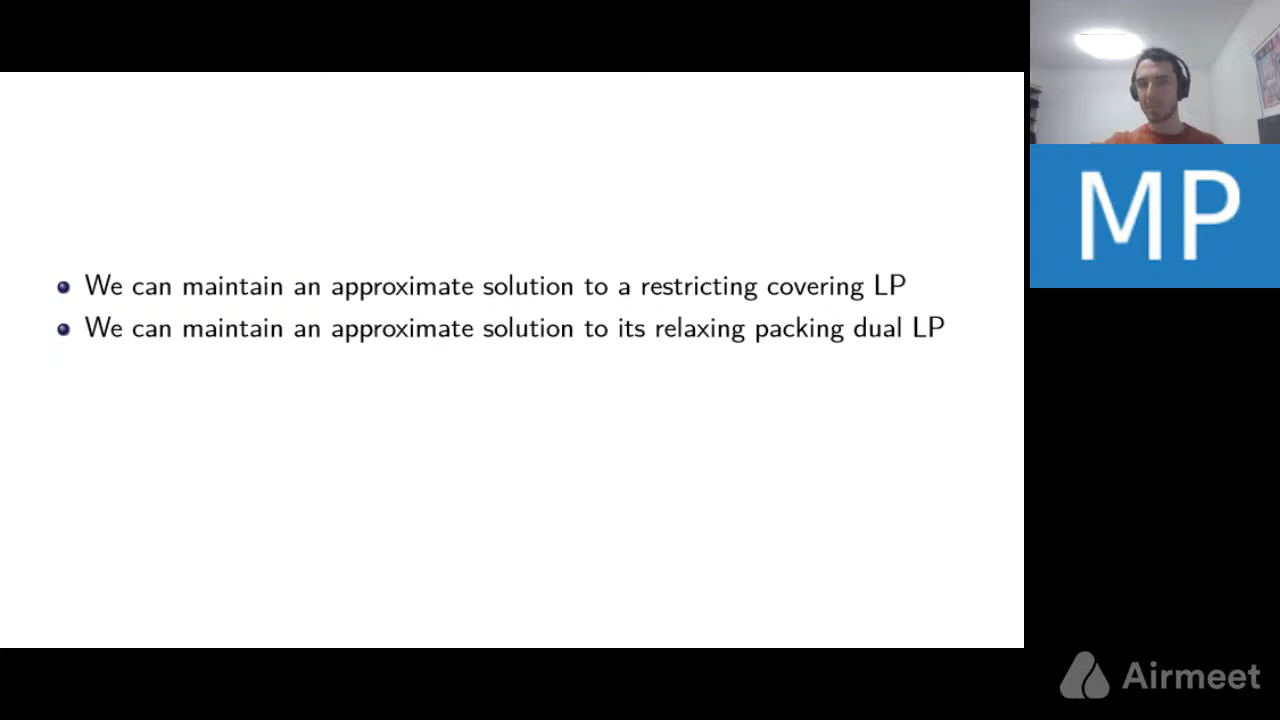 We can maintain an approximate solution to a restricting covering LP
We can maintain an approximate solution to its relaxing packing dual LP
MP
Airmeet